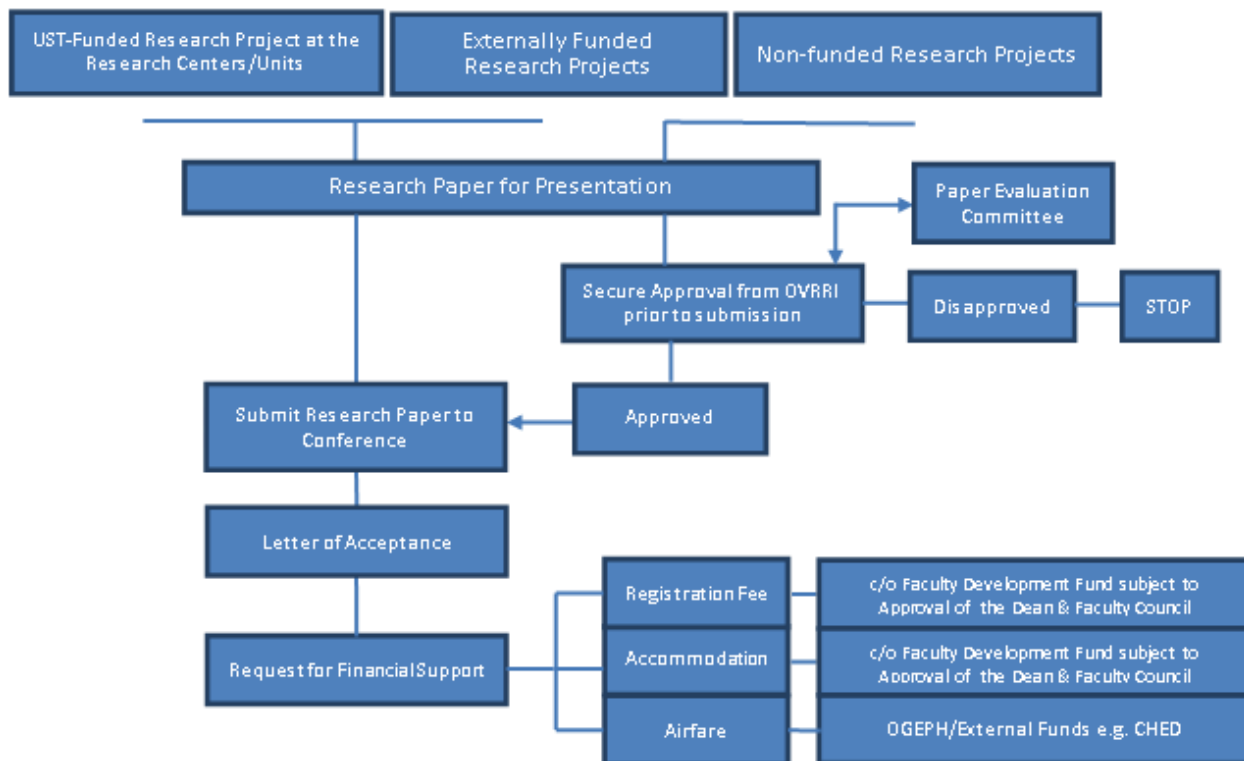 UST-Funded Research Project at the
Research Centers/Units
Externally Funded
Research Projects
Non-funded Research Projects
Research Paper for Presentation
Paper Evaluation
Committee
Secure Approval from OVRRI
prior to submission
Disapproved
STOP
Submit Research Paper to
Conference
Approved
Letter of Acceptance
Registration Fee
c/o Faculty Development Fund subject to
Approval of the Dean & Faculty Council
Request for Financial Support
Accommodation
c/o Faculty Development Fund subject to
Approval of the Dean & Faculty Council
Airfare
OGEPH/External Funds e.g. CHED